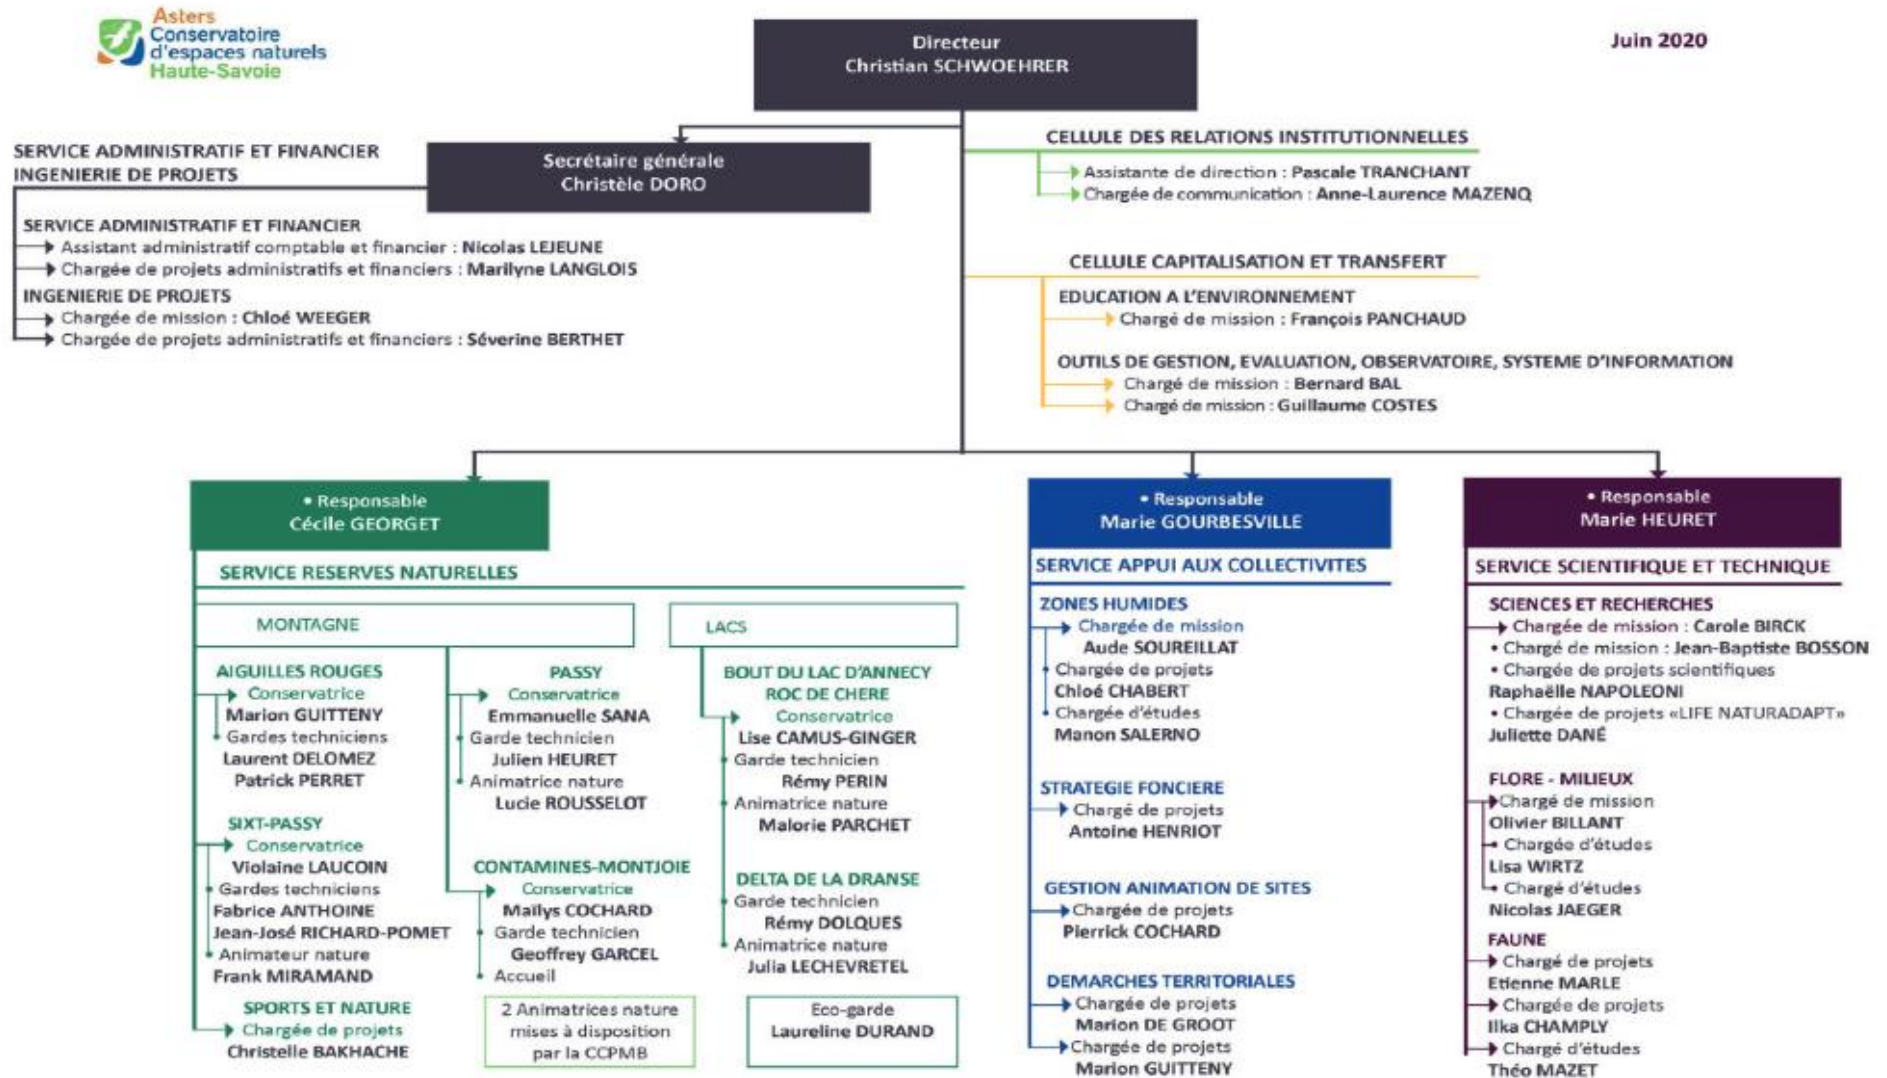 Asters
Conservatoire
d'espaces naturels
Haute-Savoie
Directeur
Christian SCHWOEHRER
Juin 2020
SERVICE ADMINISTRATIF ET FINANCIER
INGENIERIE DE PROJETS
Secrétaire générale
Christèle DORO
SERVICE ADMINISTRATIF ET FINANCIER
Assistant administratif comptable et financier : Nicolas LEJEUNE
Chargée de projets administratifs et financiers : Marilyne LANGLOIS
INGENIERIE DE PROJETS
Chargée de mission : Chloé WEEGER
Chargée de projets administratifs et financiers : Séverine BERTHET
CELLULE DES RELATIONS INSTITUTIONNELLES
Assistante de direction : Pascale TRANCHANT
Chargée de communication : Anne-Laurence MAZENQ
CELLULE CAPITALISATION ET TRANSFERT
EDUCATION A L'ENVIRONNEMENT
Chargé de mission : François PANCHAUD
OUTILS DE GESTION, EVALUATION, OBSERVATOIRE, SYSTEME D'INFORMATION
Chargé de mission : Bernard BAL
Chargé de mission : Guillaume COSTES
• Responsable
Cécile GEORGET
SERVICE RESERVES NATURELLES
MONTAGNE
AIGUILLES ROUGES
Conservatrice
Marion GUITTENY
• Gardes techniciens
Laurent DELOMEZ
Patrick PERRET
SIXT-PASSY
Conservatrice
Violaine LAUCOIN
• Gardes techniciens
Fabrice ANTHOINE
Jean-José RICHARD-POMET
• Animateur nature
Frank MIRAMAND
SPORTS ET NATURE
Chargée de projets
Christelle BAKHACHE
PASSY
Conservatrice
Emmanuelle SANA
• Garde technicien
Julien HEURET
• Animatrice nature
Lucie ROUSSELOT
CONTAMINES-MONTJOIE
Conservatrice
Maïlys COCHARD
• Garde technicien
Geoffrey GARCEL
• Accueil
2 Animatrices nature
mises à disposition
par la CCPMB
LACS
BOUT DU LAC D'ANNECY
ROC DE CHERE
Conservatrice
Lise CAMUS-GINGER
• Garde technicien
Rémy PERIN
• Animatrice nature
Malorie PARCHET
DELTA DE LA DRANSE
• Garde technicien
Rémy DOLQUES
• Animatrice nature
Julia LECHEVRETEL
Eco-garde
Laureline DURAND
• Responsable
Marie GOURBESVILLE
SERVICE APPUI AUX COLLECTIVITES
ZONES HUMIDES
Chargée de mission
Aude SOUREILLAT
• Chargée de projets
Chloé CHABERT
• Chargée d'études
Manon SALERNO
STRATEGIE FONCIERE
Chargé de projets
Antoine HENRIOT
GESTION ANIMATION DE SITES
Chargée de projets
Pierrick COCHARD
DEMARCHES TERRITORIALES
Chargée de projets
Marion DE GROOT
Chargée de projets
Marion GUITTENY
• Responsable
Marie HEURET
SERVICE SCIENTIFIQUE ET TECHNIQUE
SCIENCES ET RECHERCHES
Chargée de mission : Carole BIRCK
• Chargé de mission : Jean-Baptiste BOSSON
• Chargée de projets scientifiques
Raphaëlle NAPOLEONI
• Chargée de projets «LIFE NATURADAPT»
Juliette DANÉ
FLORE - MILIEUX
Chargé de mission
Olivier BILLANT
• Chargée d'études
Lisa WIRTZ
• Chargé d'études
Nicolas JAEGER
FAUNE
Chargé de projets
Etienne MARLE
Chargée de projets
Ilka CHAMPLY
Chargé d'études
Théo MAZET